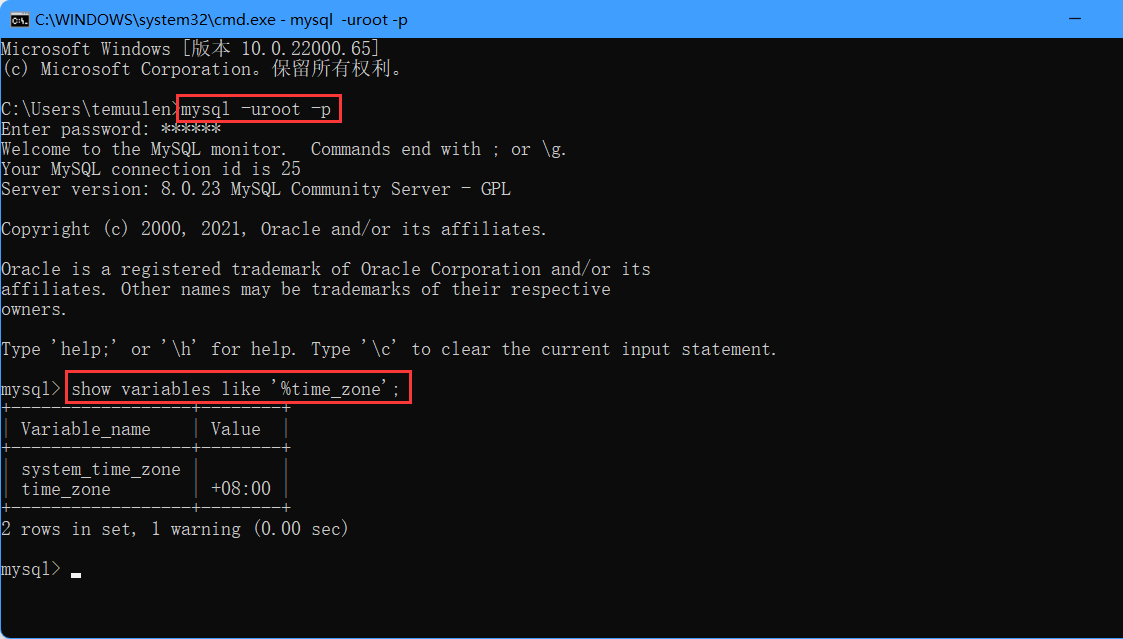 C:\WINDOWS\system32\cmd.exe - mysql  -uroot -p
Microsoft Windows [版本 10.0.22000.65]
(c) Microsoft Corporation。保留所有权利。
C:\Users\temuulen>mysql -uroot -p
Enter password: ******
Welcome to the MySQL monitor.  Commands end with ; or \g.
Your MySQL connection id is 25
Server version: 8.0.23 MySQL Community Server - GPL
Copyright (c) 2000, 2021, Oracle and/or its affiliates.
Oracle is a registered trademark of Oracle Corporation and/or its
affiliates. Other names may be trademarks of their respective
owners.
Type 'help;' or '\h' for help. Type '\c' to clear the current input statement.
mysql> show variables like '%time_zone';
+------------------+--------+
| Variable_name    | Value  |
+------------------+--------+
| system_time_zone |        |
| time_zone        | +08:00 |
+------------------+--------+
2 rows in set, 1 warning (0.00 sec)
mysql>